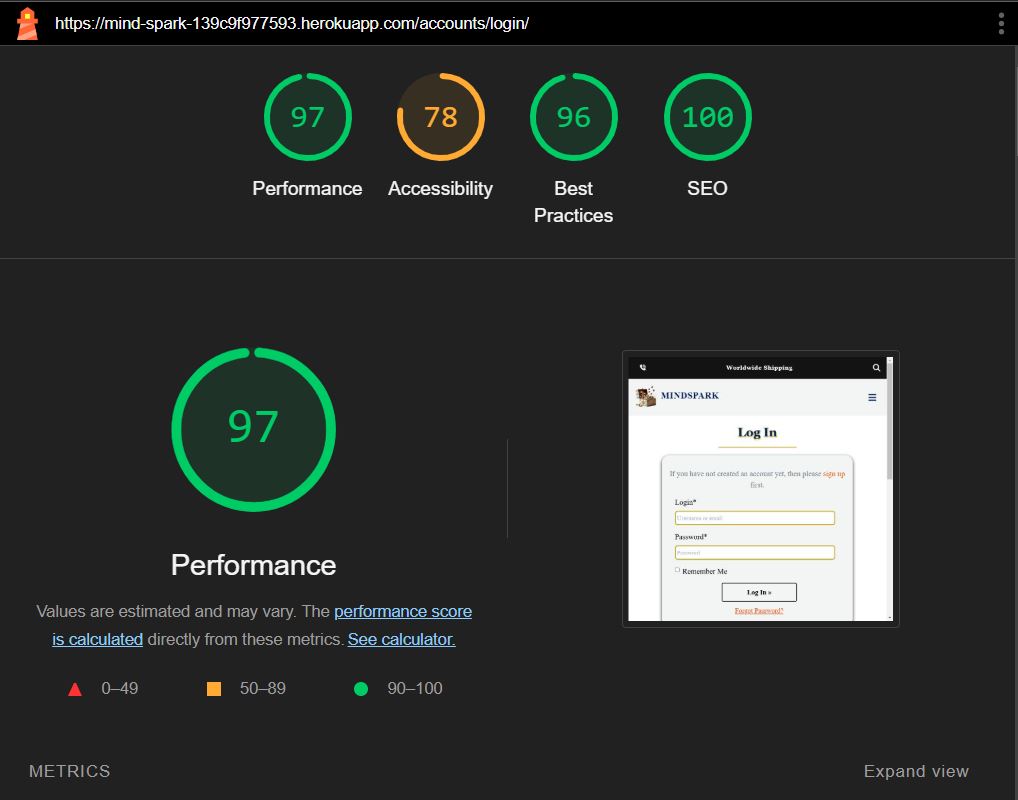 https://mind-spark-139c9f977593.herokuapp.com/accounts/login/
97
78
96
100
Performance
Accessibility
Best
Practices
SEO
97
Performance
Values are estimated and may vary. The performance score
is calculated directly from these metrics. See calculator.
0–49
50–89
90–100
Worldwide Shipping
MINDSPARK
Log In
If you have not created an account yet, then please sign up
first.
Login*
Username or email
Password*
Password
Remember Me
Log In »
Forgot Password?
METRICS
Expand view